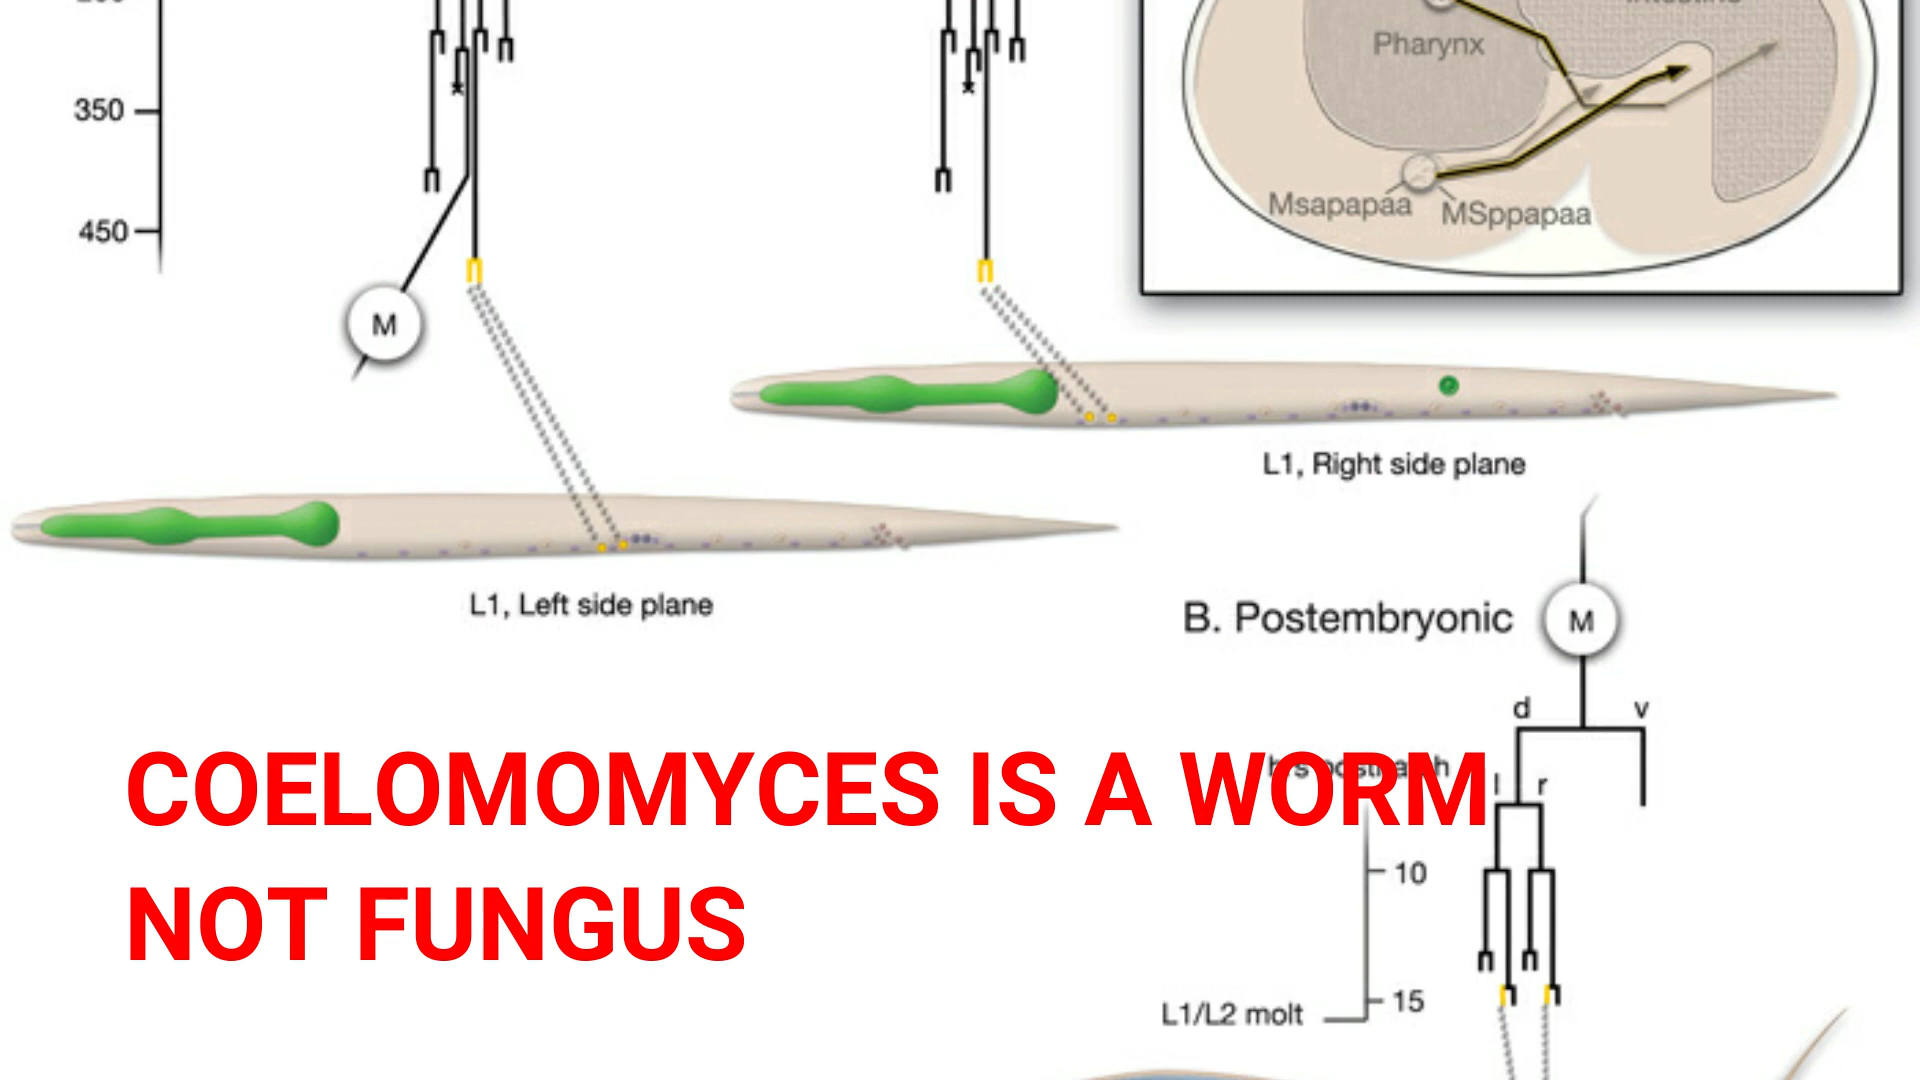 Pharynx
350
Msapapaa
MSppapaa
450
M
L1, Right side plane
L1, Left side plane
B. Postembryonic
M
d
v
l
r
COELOMOMYCES IS A WORM
NOT FUNGUS
10
15
L1/L2 molt